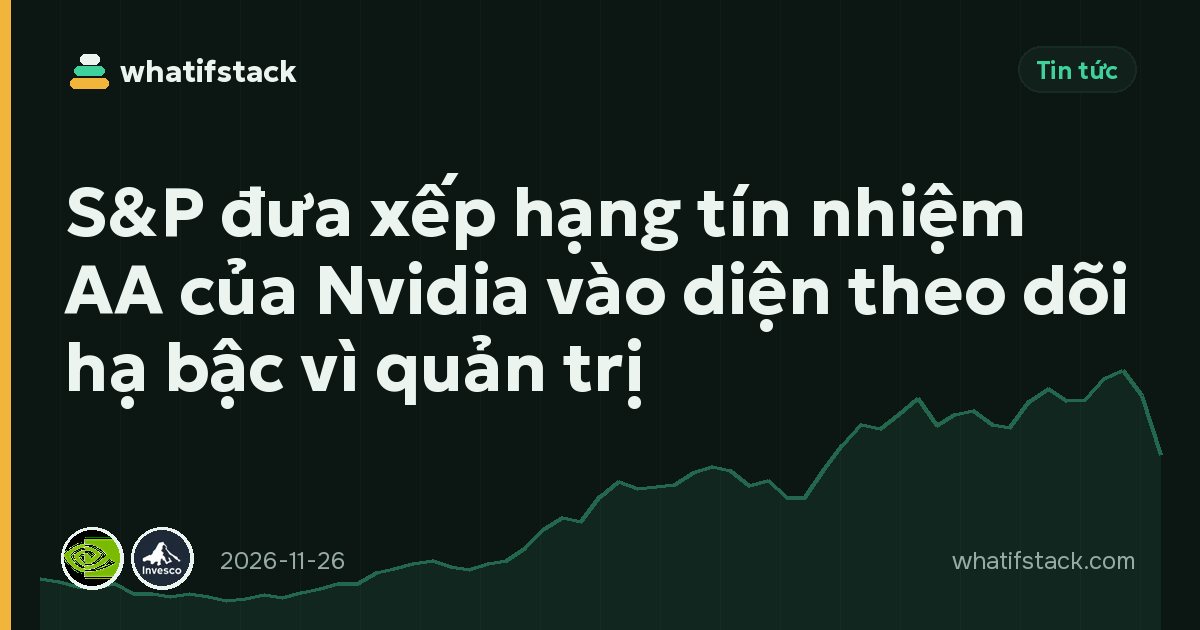 whatifstack
Tin tức
S&P đưa xếp hạng tín nhiệm
AA của Nvidia vào diện theo dõi
hạ bậc vì quản trị
Invesco
2026-11-26
whatifstack.com